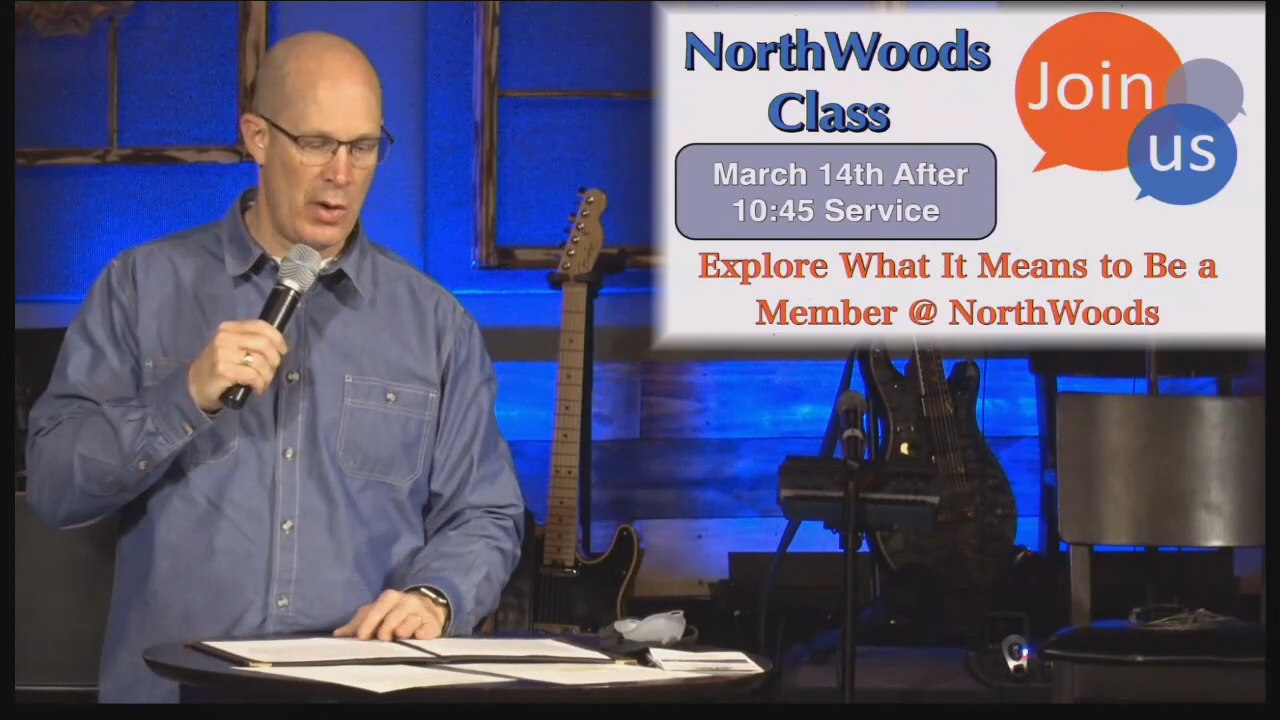 NorthWoods
Class
Join
us
March 14th After
10:45 Service
Explore What It Means to Be a
Member @ NorthWoods